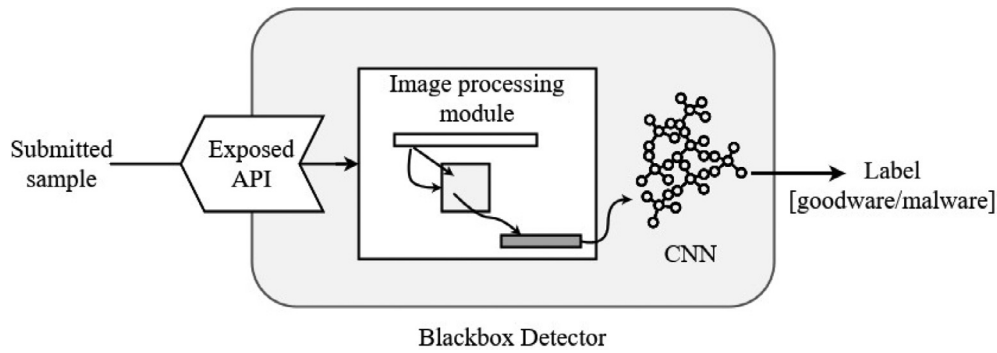 Submitted
sample
Exposed
API
Image processing
module
CNN
Label
[goodware/malware]
Blackbox Detector